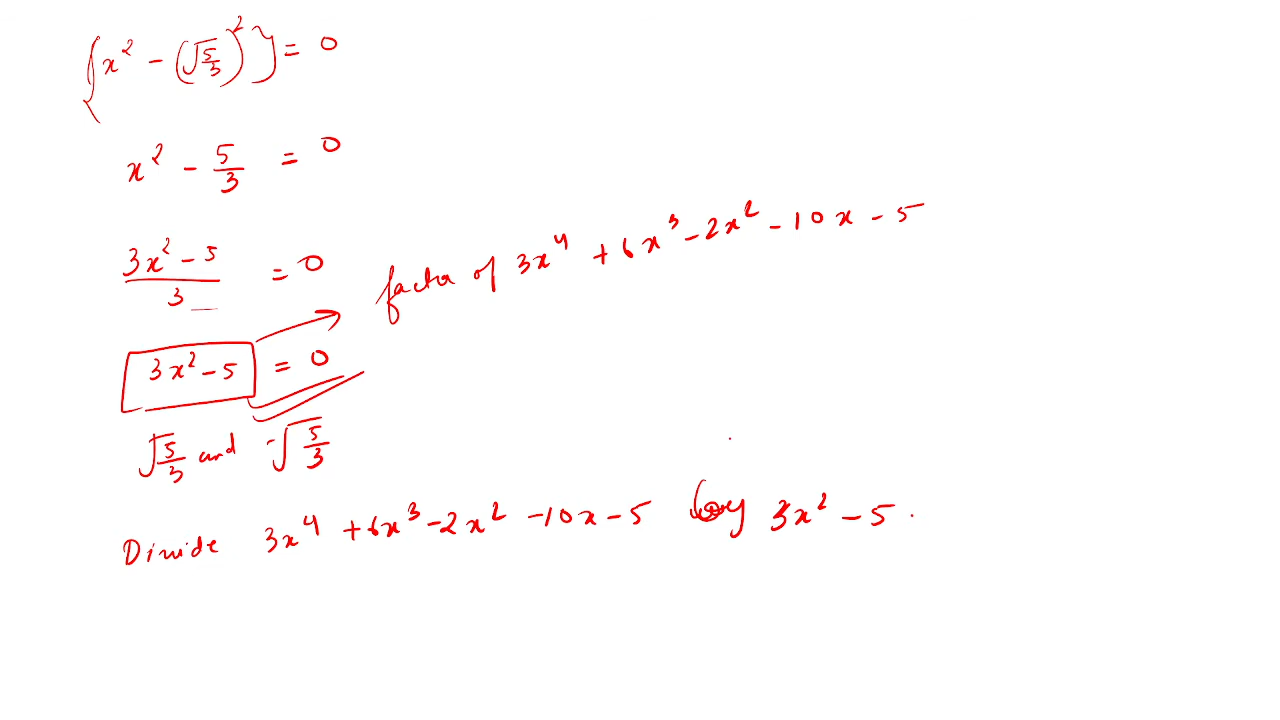 {x² - (√5/3)²} = 0
x² - 5/3 = 0
(3x² - 5)/3 = 0
factor of 3x⁴ + 6x³ - 2x² - 10x - 5
3x² - 5 = 0
√5/3 and -√5/3
Divide 3x⁴ + 6x³ - 2x² - 10x - 5 by 3x² - 5.